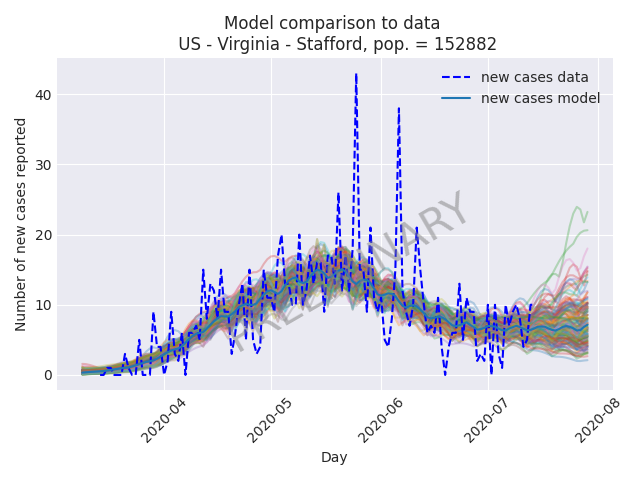 Model comparison to data
US - Virginia - Stafford, pop. = 152882
new cases data
new cases model
PRELIMINARY
Number of new cases reported
40
30
20
10
0
2020-04
2020-05
2020-06
2020-07
2020-08
Day